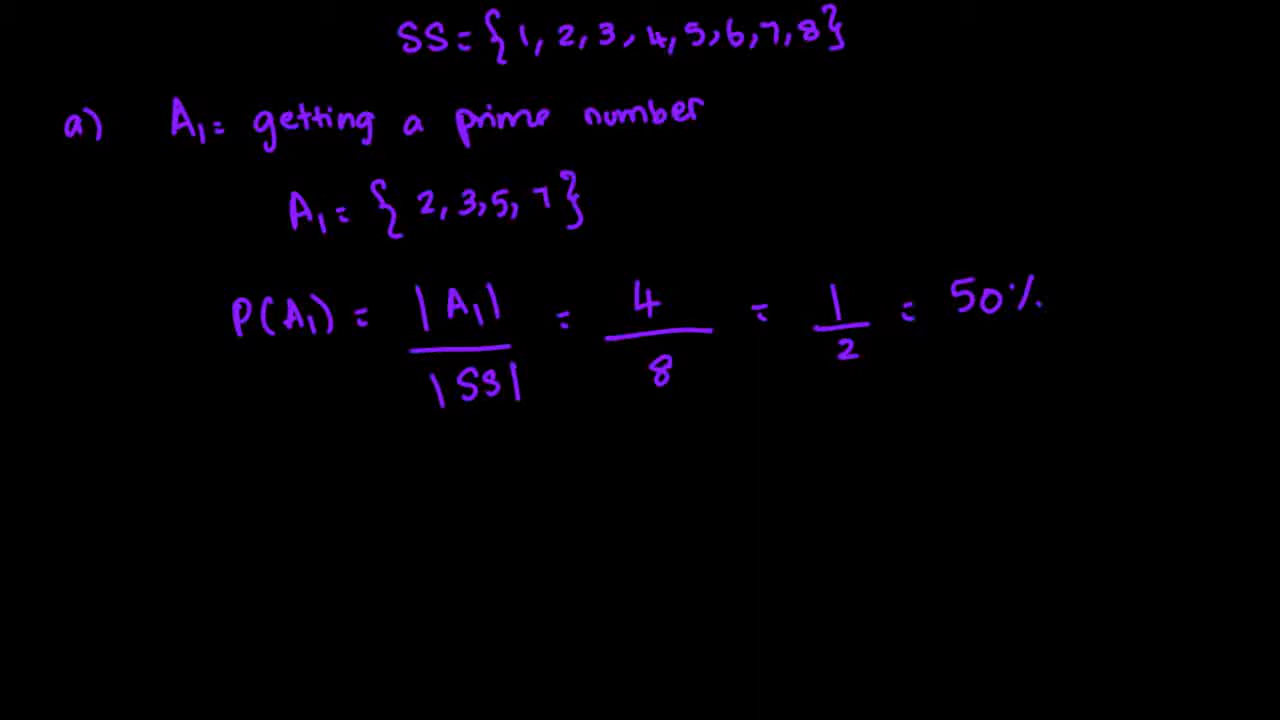 SS = { 1, 2, 3, 4, 5, 6, 7, 8 }
a) A₁ = getting a prime number
A₁ = { 2, 3, 5, 7 }
P(A₁) = |A₁| / |SS| = 4 / 8 = 1 / 2 = 50%